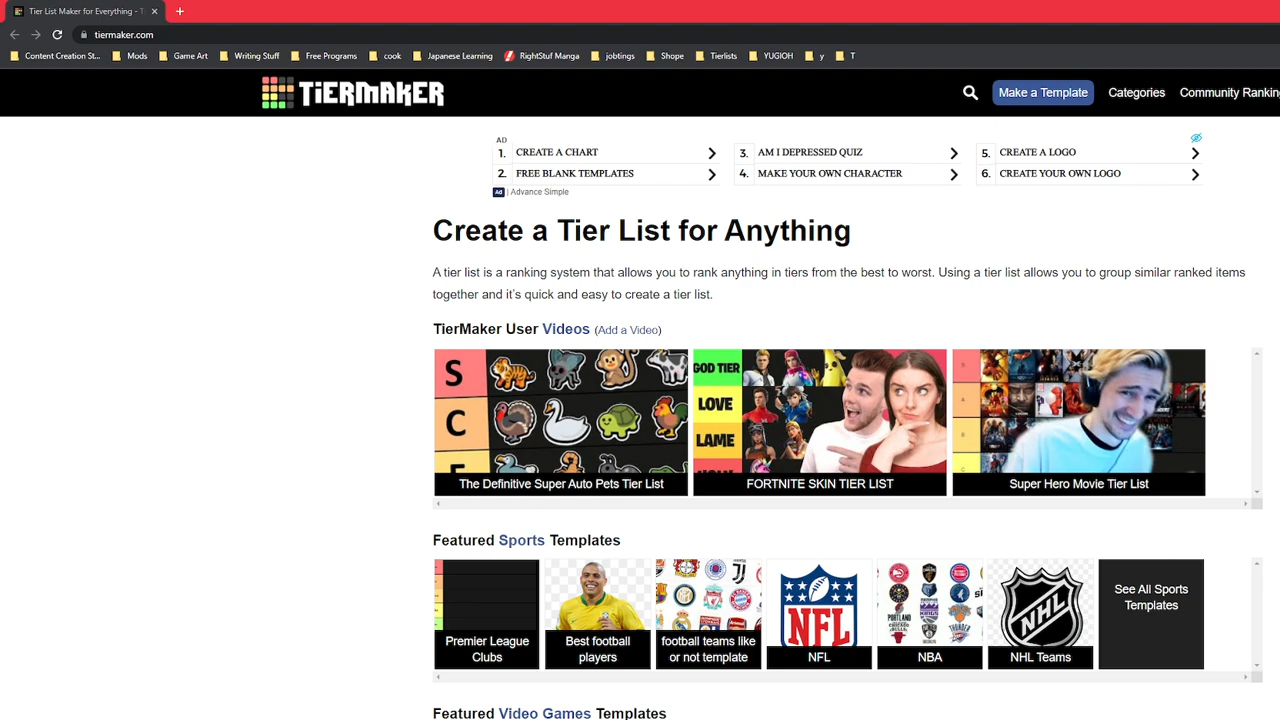 Tier List Maker for Everything - T
tiermaker.com
Content Creation St... Mods Game Art Writing Stuff Free Programs cook Japanese Learning RightStuf Manga jobtings Shope Tierlists YUGIOH y T
TiERMAKER
Make a Template Categories Community Rankin
AD
1. CREATE A CHART
2. FREE BLANK TEMPLATES
3. AM I DEPRESSED QUIZ
4. MAKE YOUR OWN CHARACTER
5. CREATE A LOGO
6. CREATE YOUR OWN LOGO
Ad | Advance Simple
Create a Tier List for Anything
A tier list is a ranking system that allows you to rank anything in tiers from the best to worst. Using a tier list allows you to group similar ranked items
together and it's quick and easy to create a tier list.
TierMaker User Videos (Add a Video)
S
C
The Definitive Super Auto Pets Tier List
GOD TIER
LOVE
LAME
FORTNITE SKIN TIER LIST
Super Hero Movie Tier List
Featured Sports Templates
Premier League
Clubs
Best football
players
football teams like
or not template
NFL
NFL
PORTLAND
NBA
NHL
NHL Teams
See All Sports
Templates
Featured Video Games Templates